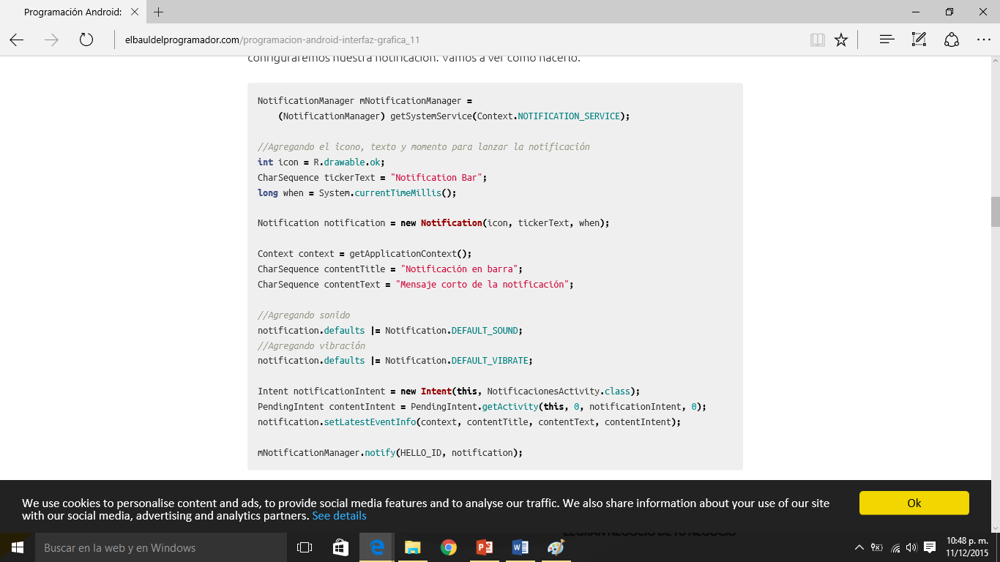 Programación Android:
elbauldelprogramador.com/programacion-android-interfaz-grafica_11
configuraremos nuestra notificación. Vamos a ver como hacerlo.
NotificationManager mNotificationManager =
(NotificationManager) getSystemService(Context.NOTIFICATION_SERVICE);
//Agregando el icono, texto y momento para lanzar la notificación
int icon = R.drawable.ok;
CharSequence tickerText = "Notification Bar";
long when = System.currentTimeMillis();
Notification notification = new Notification(icon, tickerText, when);
Context context = getApplicationContext();
CharSequence contentTitle = "Notificación en barra";
CharSequence contentText = "Mensaje corto de la notificación";
//Agregando sonido
notification.defaults |= Notification.DEFAULT_SOUND;
//Agregando vibración
notification.defaults |= Notification.DEFAULT_VIBRATE;
Intent notificationIntent = new Intent(this, NotificacionesActivity.class);
PendingIntent contentIntent = PendingIntent.getActivity(this, 0, notificationIntent, 0);
notification.setLatestEventInfo(context, contentTitle, contentText, contentIntent);
mNotificationManager.notify(HELLO_ID, notification);
We use cookies to personalise content and ads, to provide social media features and to analyse our traffic. We also share information about your use of our site
with our social media, advertising and analytics partners. See details
Ok
EL GRAN NEGOCIO DE TU NEGOCIO
Buscar en la web y en Windows
10:48 p. m.
11/12/2015